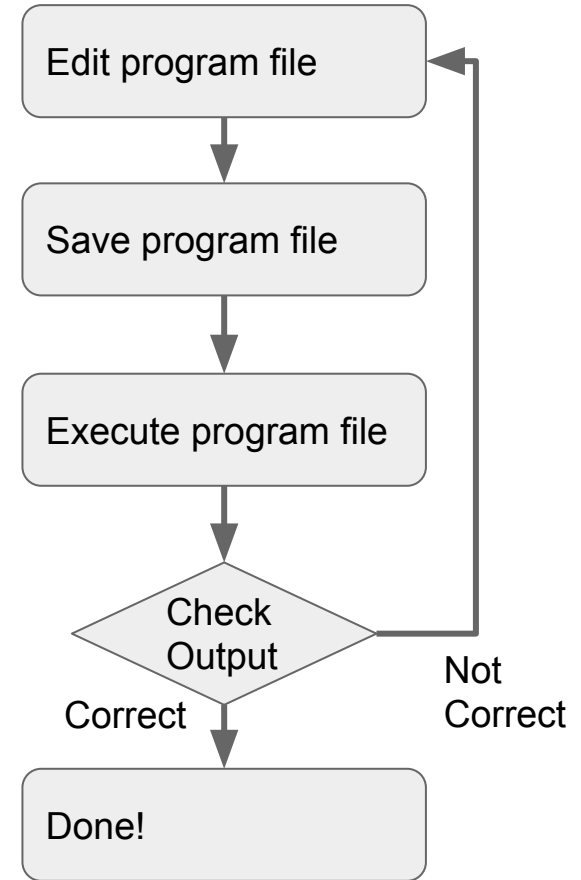 Edit program file
Save program file
Execute program file
Check
Output
Not
Correct
Correct
Done!